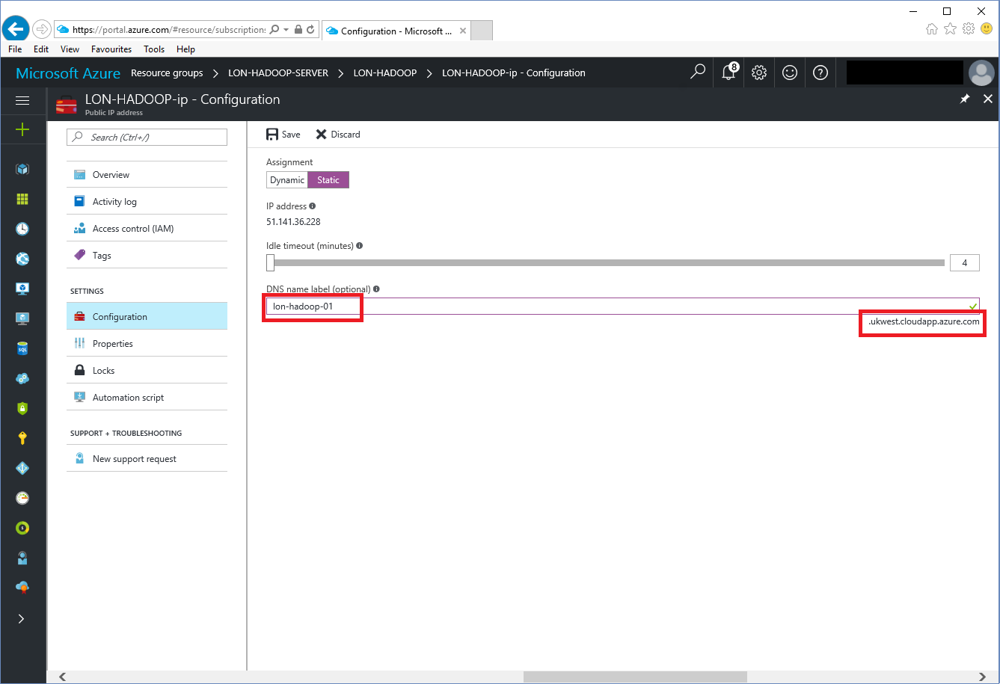 https://portal.azure.com/#resource/subscriptions
Configuration - Microsoft ...
File Edit View Favourites Tools Help
Microsoft Azure Resource groups LON-HADOOP-SERVER LON-HADOOP LON-HADOOP-ip - Configuration
8
LON-HADOOP-ip - Configuration
Public IP address
Search (Ctrl+/)
Overview
Activity log
Access control (IAM)
Tags
SETTINGS
Configuration
Properties
Locks
Automation script
SUPPORT + TROUBLESHOOTING
New support request
Save Discard
Assignment
Dynamic Static
IP address
51.141.36.228
Idle timeout (minutes)
4
DNS name label (optional)
lon-hadoop-01
.ukwest.cloudapp.azure.com
SQL